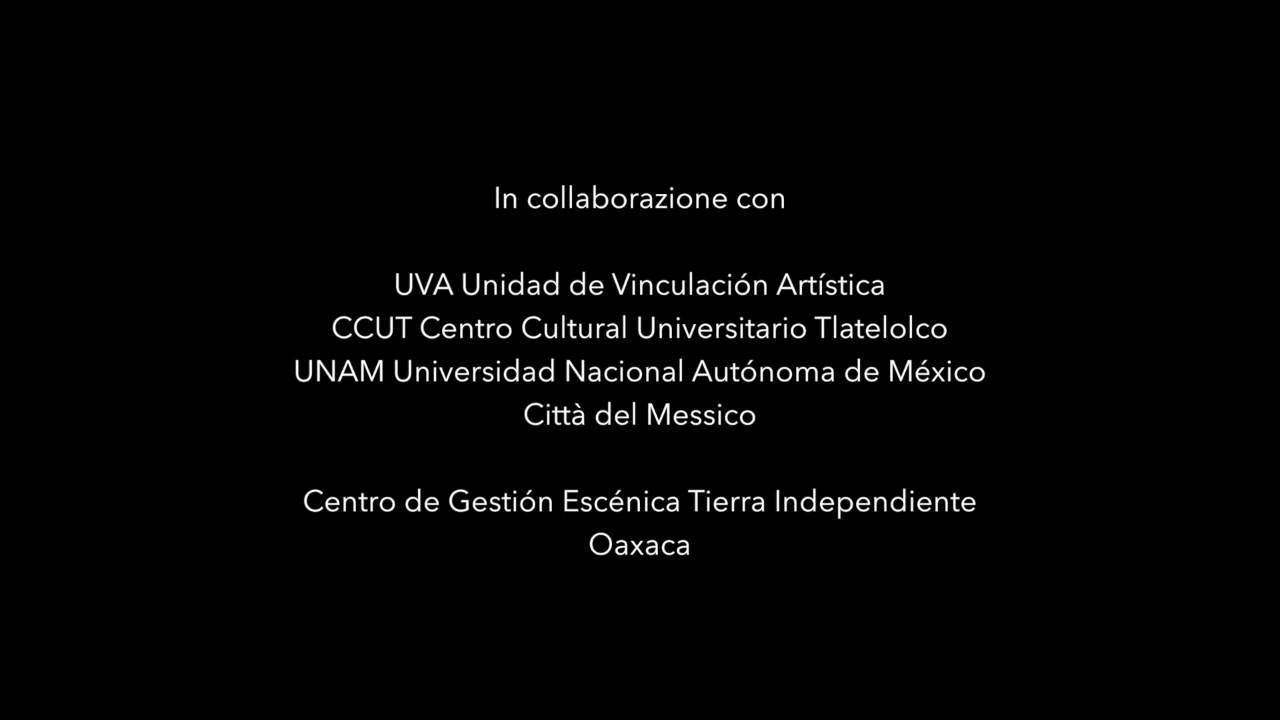 In collaborazione con
UVA Unidad de Vinculación Artística
CCUT Centro Cultural Universitario Tlatelolco
UNAM Universidad Nacional Autónoma de México
Città del Messico
Centro de Gestión Escénica Tierra Independiente
Oaxaca